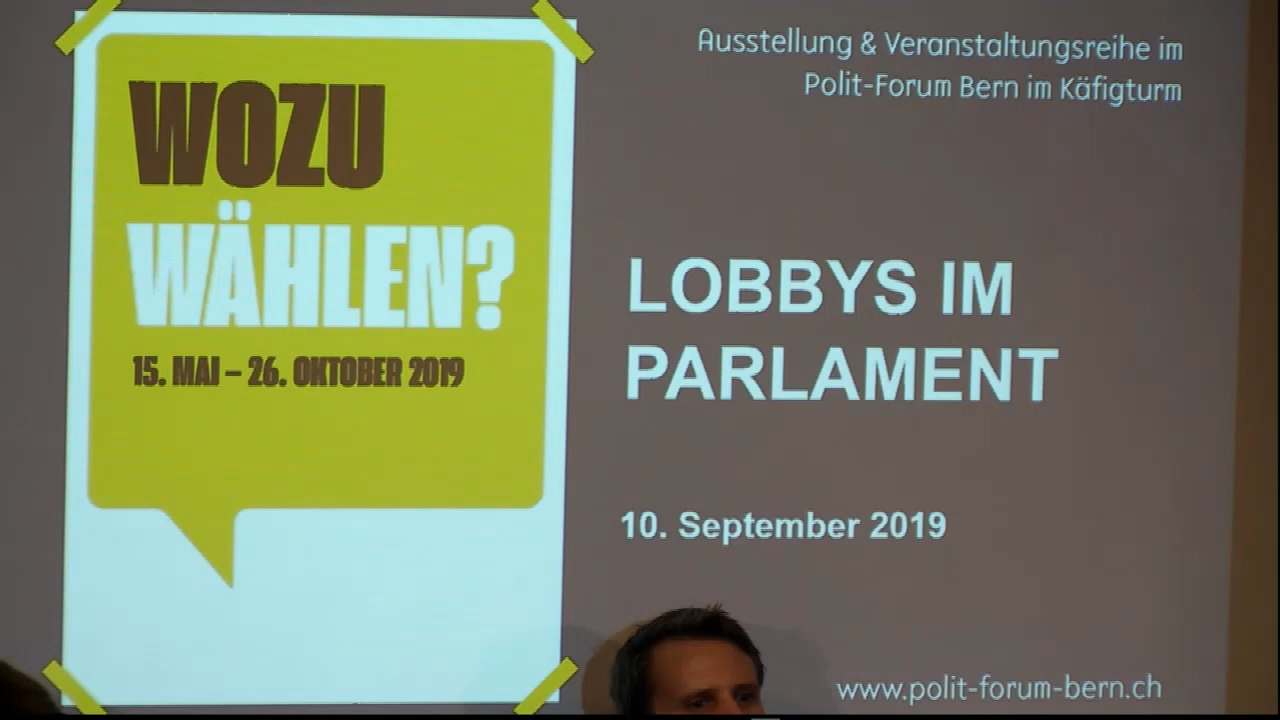 WOZU
WÄHLEN?
15. MAI – 26. OKTOBER 2019
Ausstellung & Veranstaltungsreihe im
Polit-Forum Bern im Käfigturm
LOBBYS IM
PARLAMENT
10. September 2019
www.polit-forum-bern.ch